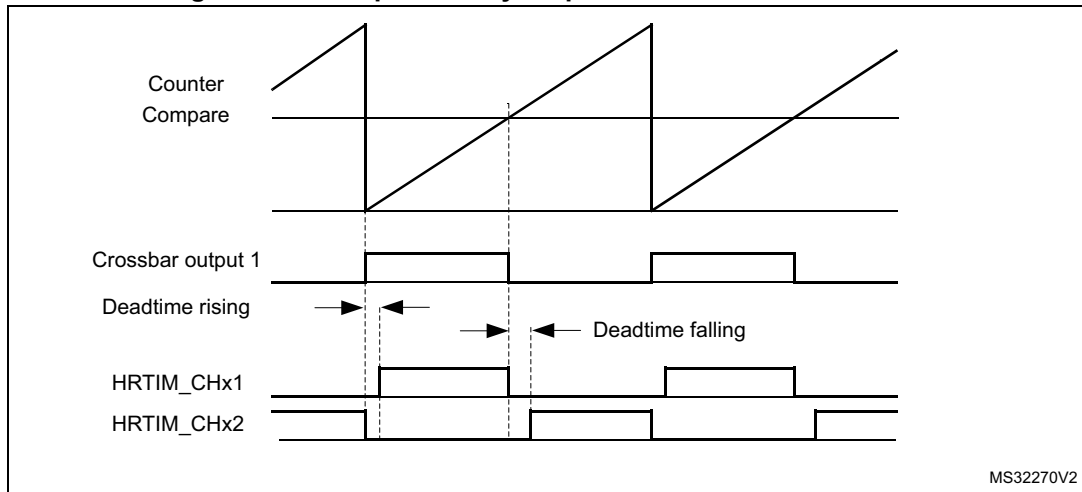 Counter
Compare
Crossbar output 1
Deadtime rising
Deadtime falling
HRTIM_CHx1
HRTIM_CHx2
MS32270V2